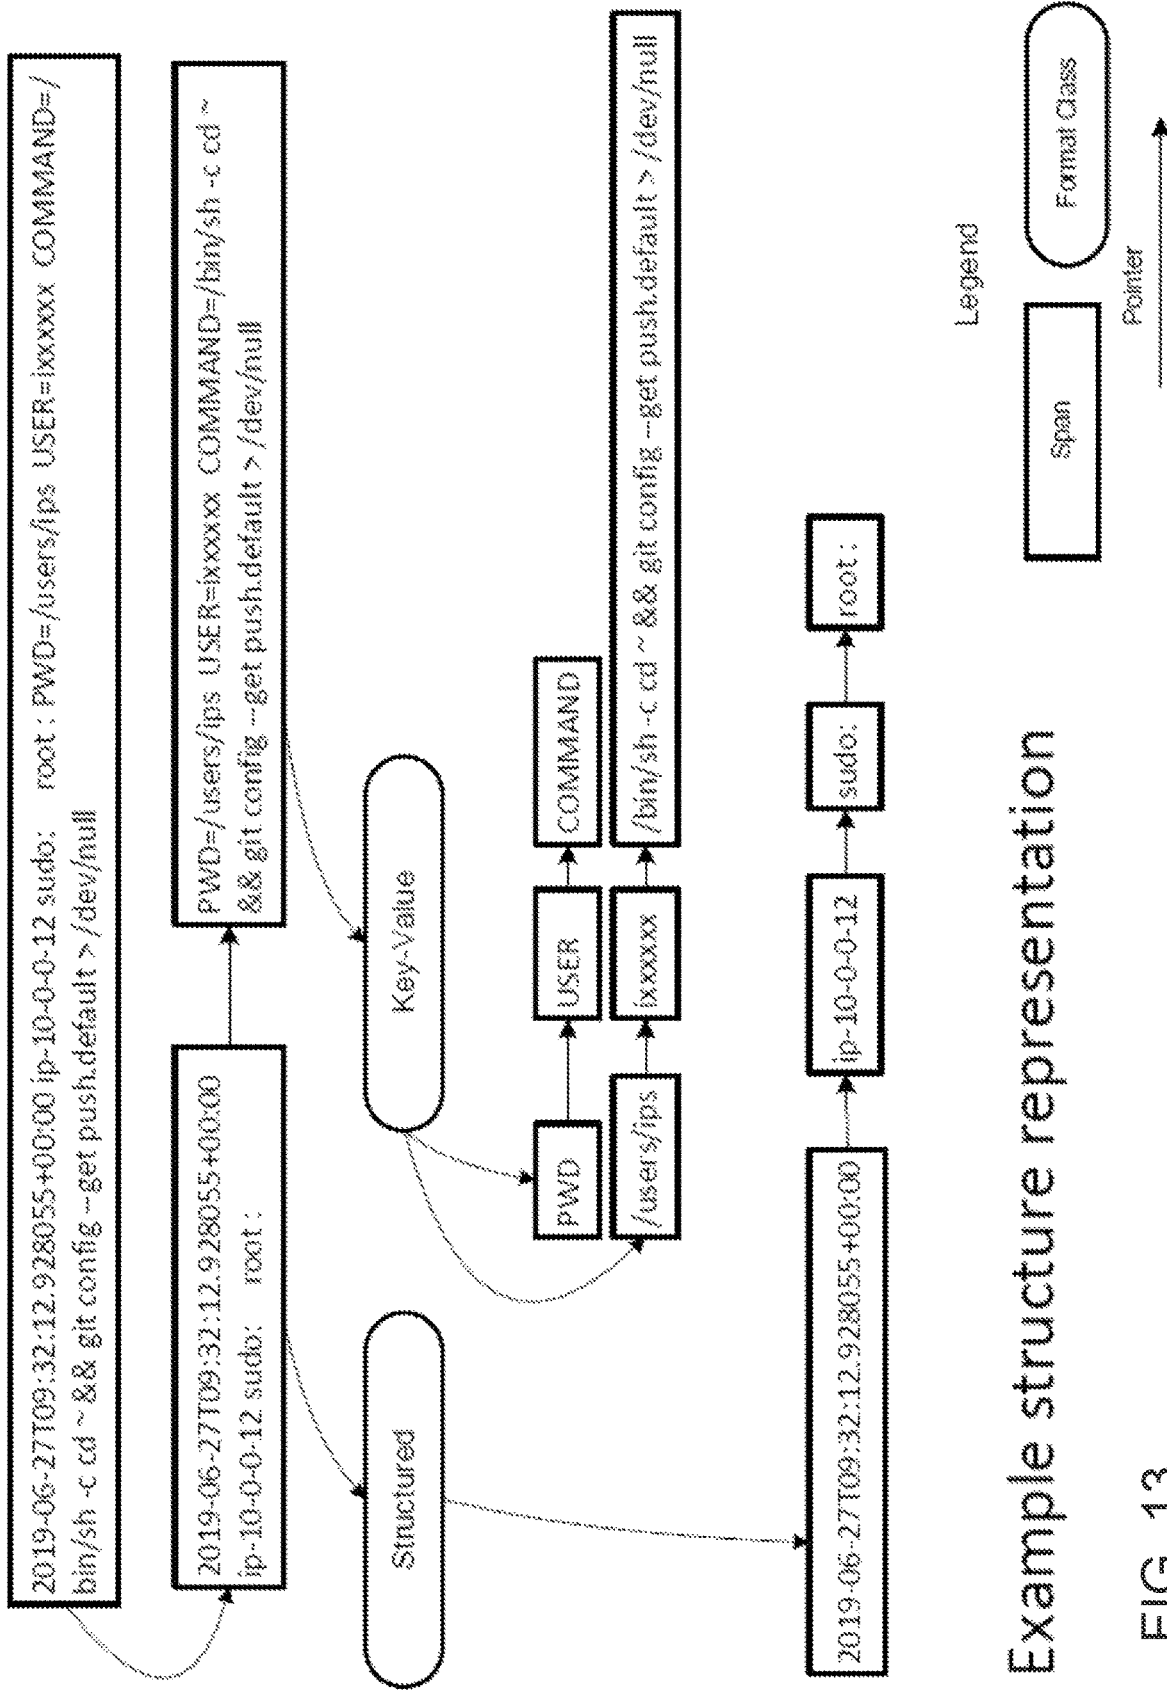 2019-06-27T09:32:12.928055+00:00 ip-10-0-0-12 sudo: root : PWD=/users/ips USER=ixxxxxx COMMAND=/
bin/sh -c cd ~ && git config --get push.default > /dev/null
2019-06-27T09:32:12.928055+00:00
ip-10-0-0-12 sudo: root :
PWD=/users/ips USER=ixxxxxx COMMAND=/bin/sh -c cd ~
&& git config --get push.default > /dev/null
Structured
Key-Value
PWD
USER
COMMAND
/users/ips
ixxxxxx
/bin/sh -c cd ~ && git config --get push.default > /dev/null
2019-06-27T09:32:12.928055+00:00
ip-10-0-0-12
sudo:
root :
Legend
Span
Format Class
Pointer
Example structure representation
FIG. 13